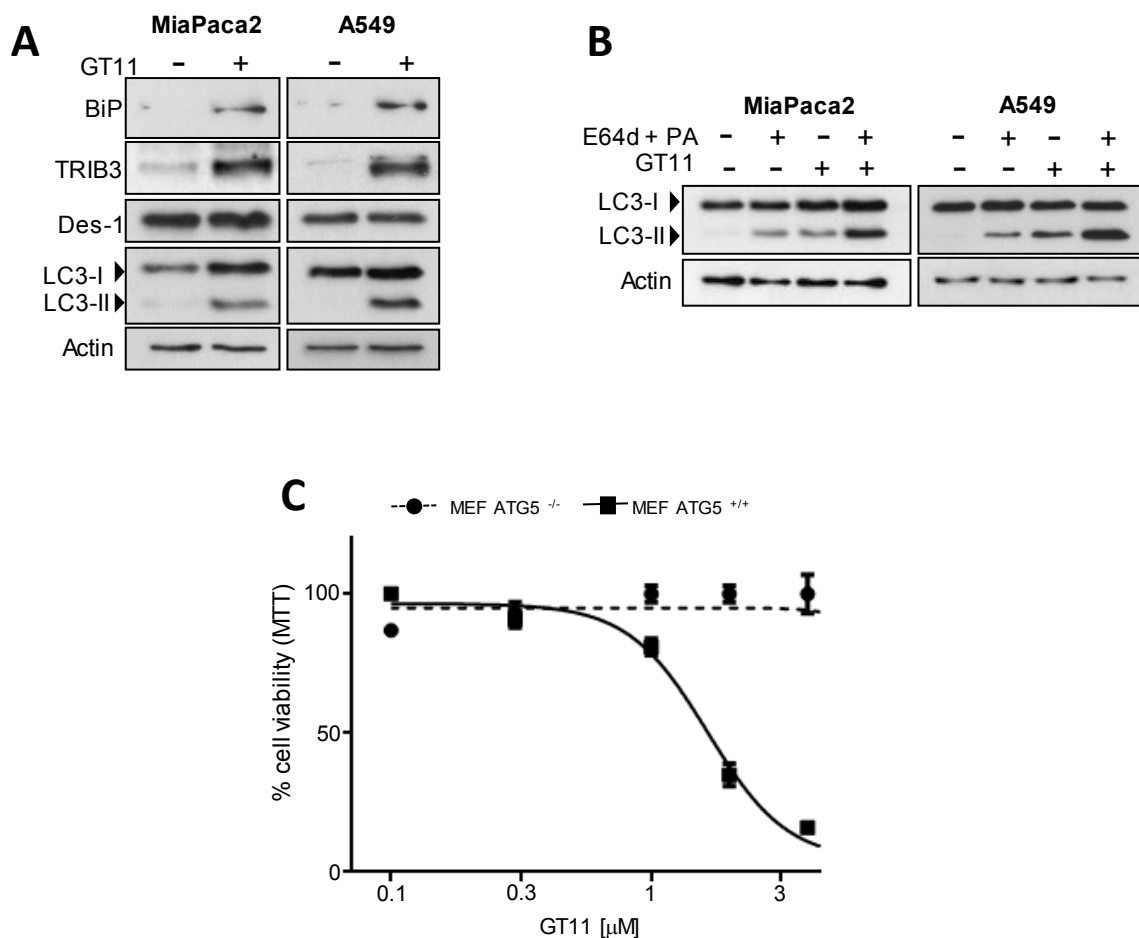 A
MiaPaca2 A549
GT11 − + − +
BiP
TRIB3
Des-1
LC3-I
LC3-II
Actin
B
MiaPaca2 A549
E64d + PA − + − + − + − +
GT11 − − + + − − + +
LC3-I
LC3-II
Actin
C
MEF ATG5 -/- MEF ATG5 +/+
% cell viability (MTT)
100
50
0
0.1 0.3 1 3
GT11 [μM]